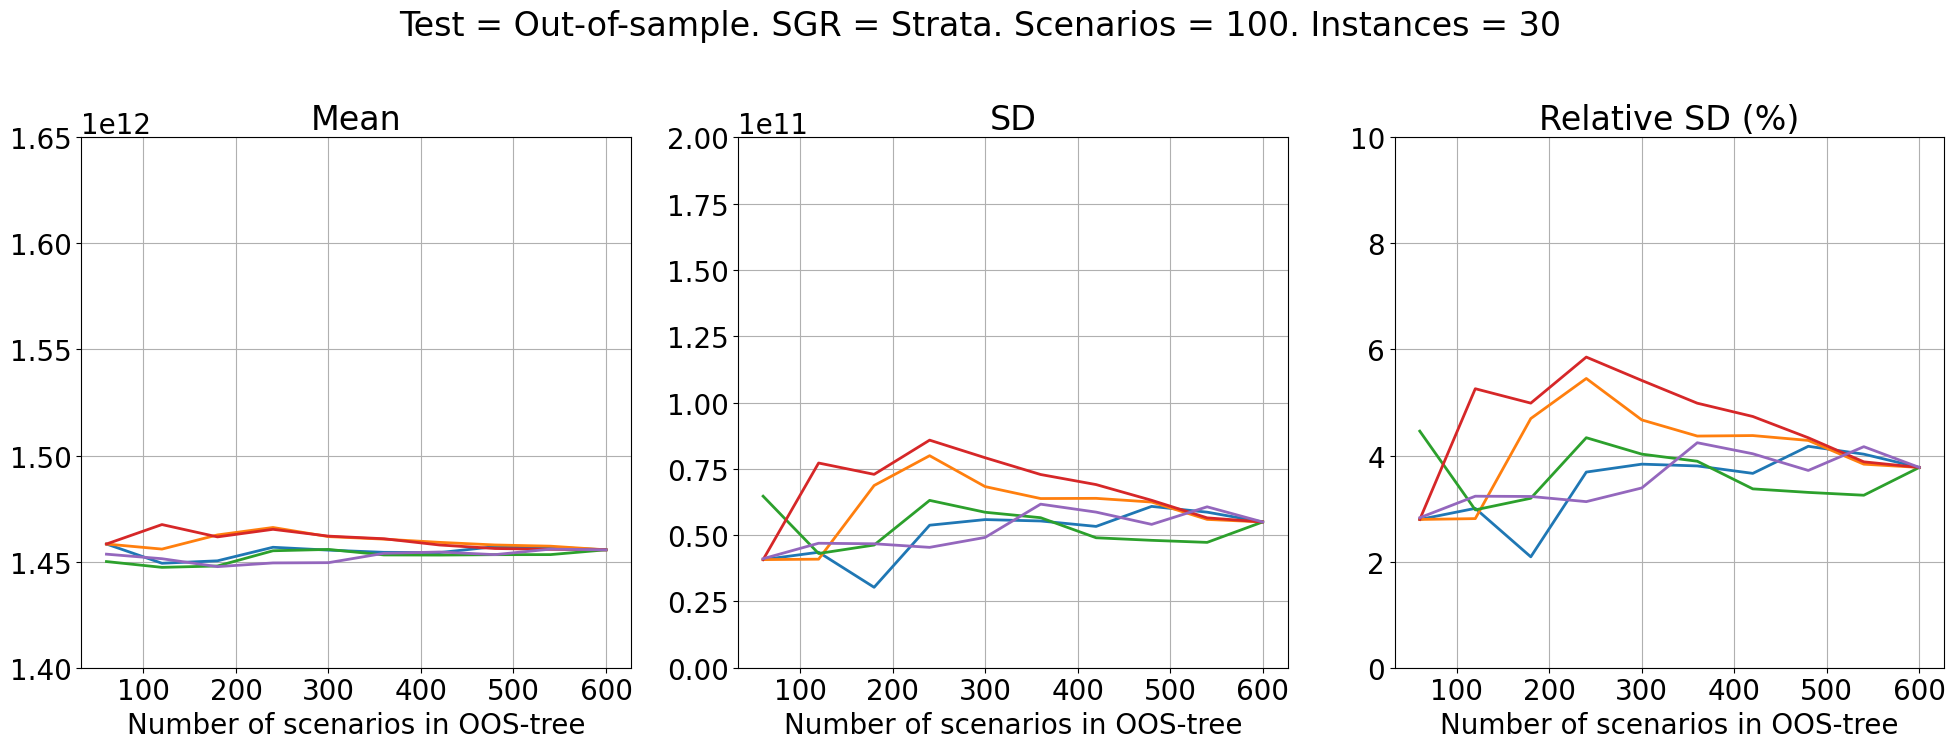 Test = Out-of-sample. SGR = Strata. Scenarios = 100. Instances = 30
Mean
1e12
1.65
1.60
1.55
1.50
1.45
1.40
100 200 300 400 500 600
Number of scenarios in OOS-tree
SD
1e11
2.00
1.75
1.50
1.25
1.00
0.75
0.50
0.25
0.00
100 200 300 400 500 600
Number of scenarios in OOS-tree
Relative SD (%)
10
8
6
4
2
0
100 200 300 400 500 600
Number of scenarios in OOS-tree